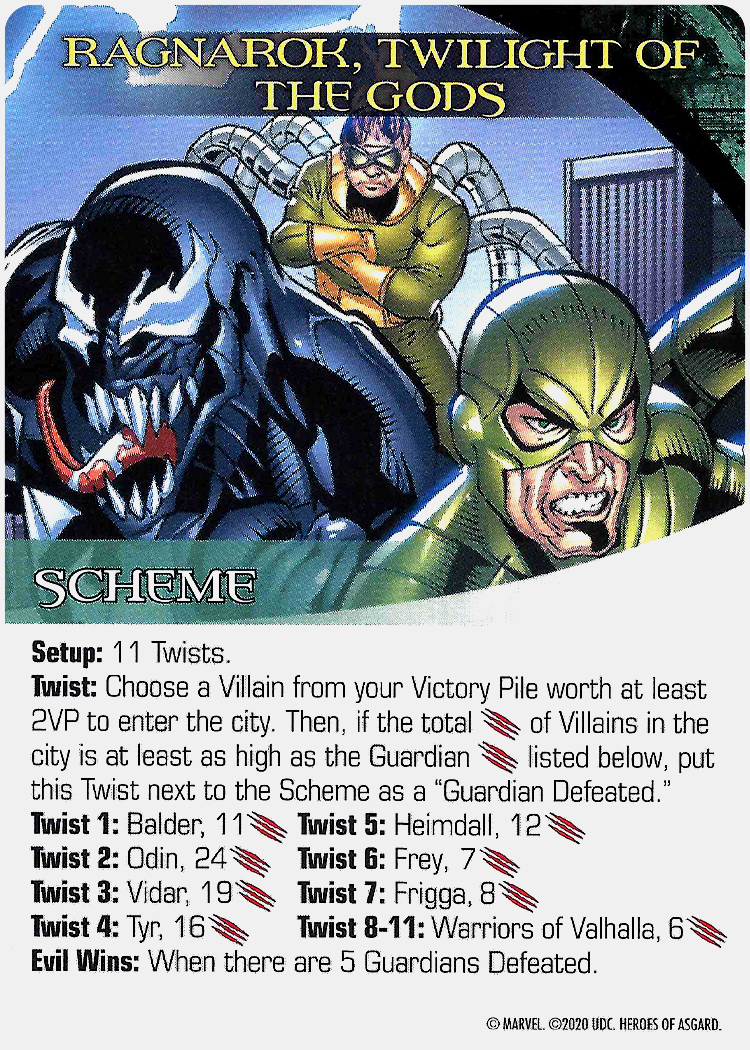 RAGNAROK, TWILIGHT OF
THE GODS
SCHEME
Setup: 11 Twists.
Twist: Choose a Villain from your Victory Pile worth at least
2VP to enter the city. Then, if the total of Villains in the
city is at least as high as the Guardian listed below, put
this Twist next to the Scheme as a “Guardian Defeated.”
Twist 1: Balder, 11 Twist 5: Heimdall, 12
Twist 2: Odin, 24 Twist 6: Frey, 7
Twist 3: Vidar, 19 Twist 7: Frigga, 8
Twist 4: Tyr, 16 Twist 8-11: Warriors of Valhalla, 6
Evil Wins: When there are 5 Guardians Defeated.
© MARVEL. ©2020 UDC. HEROES OF ASGARD.